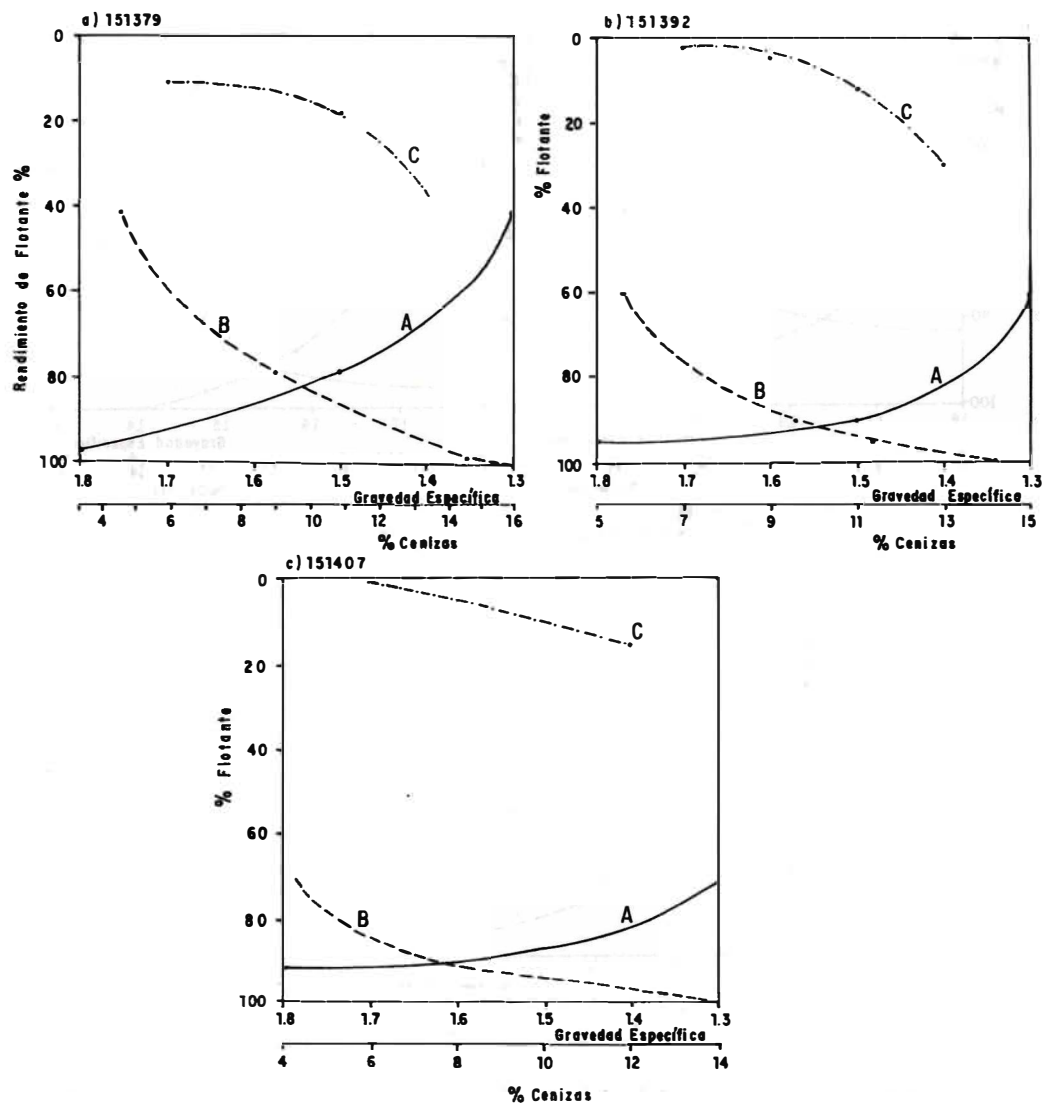 a) 151379
0
20
40
60
80
100
Rendimiento de Flotante %
C
B
A
1.8 1.7 1.6 1.5 1.4 1.3
Gravedad Específica
4 6 8 10 12 14 16
% Cenizas
b) 151392
0
20
40
60
80
100
% Flotante
C
B
A
1.8 1.7 1.6 1.5 1.4 1.3
Gravedad Específica
5 7 9 11 13 15
% Cenizas
c) 151407
0
20
40
60
80
100
% Flotante
C
B
A
1.8 1.7 1.6 1.5 1.4 1.3
Gravedad Específica
4 6 8 10 12 14
% Cenizas